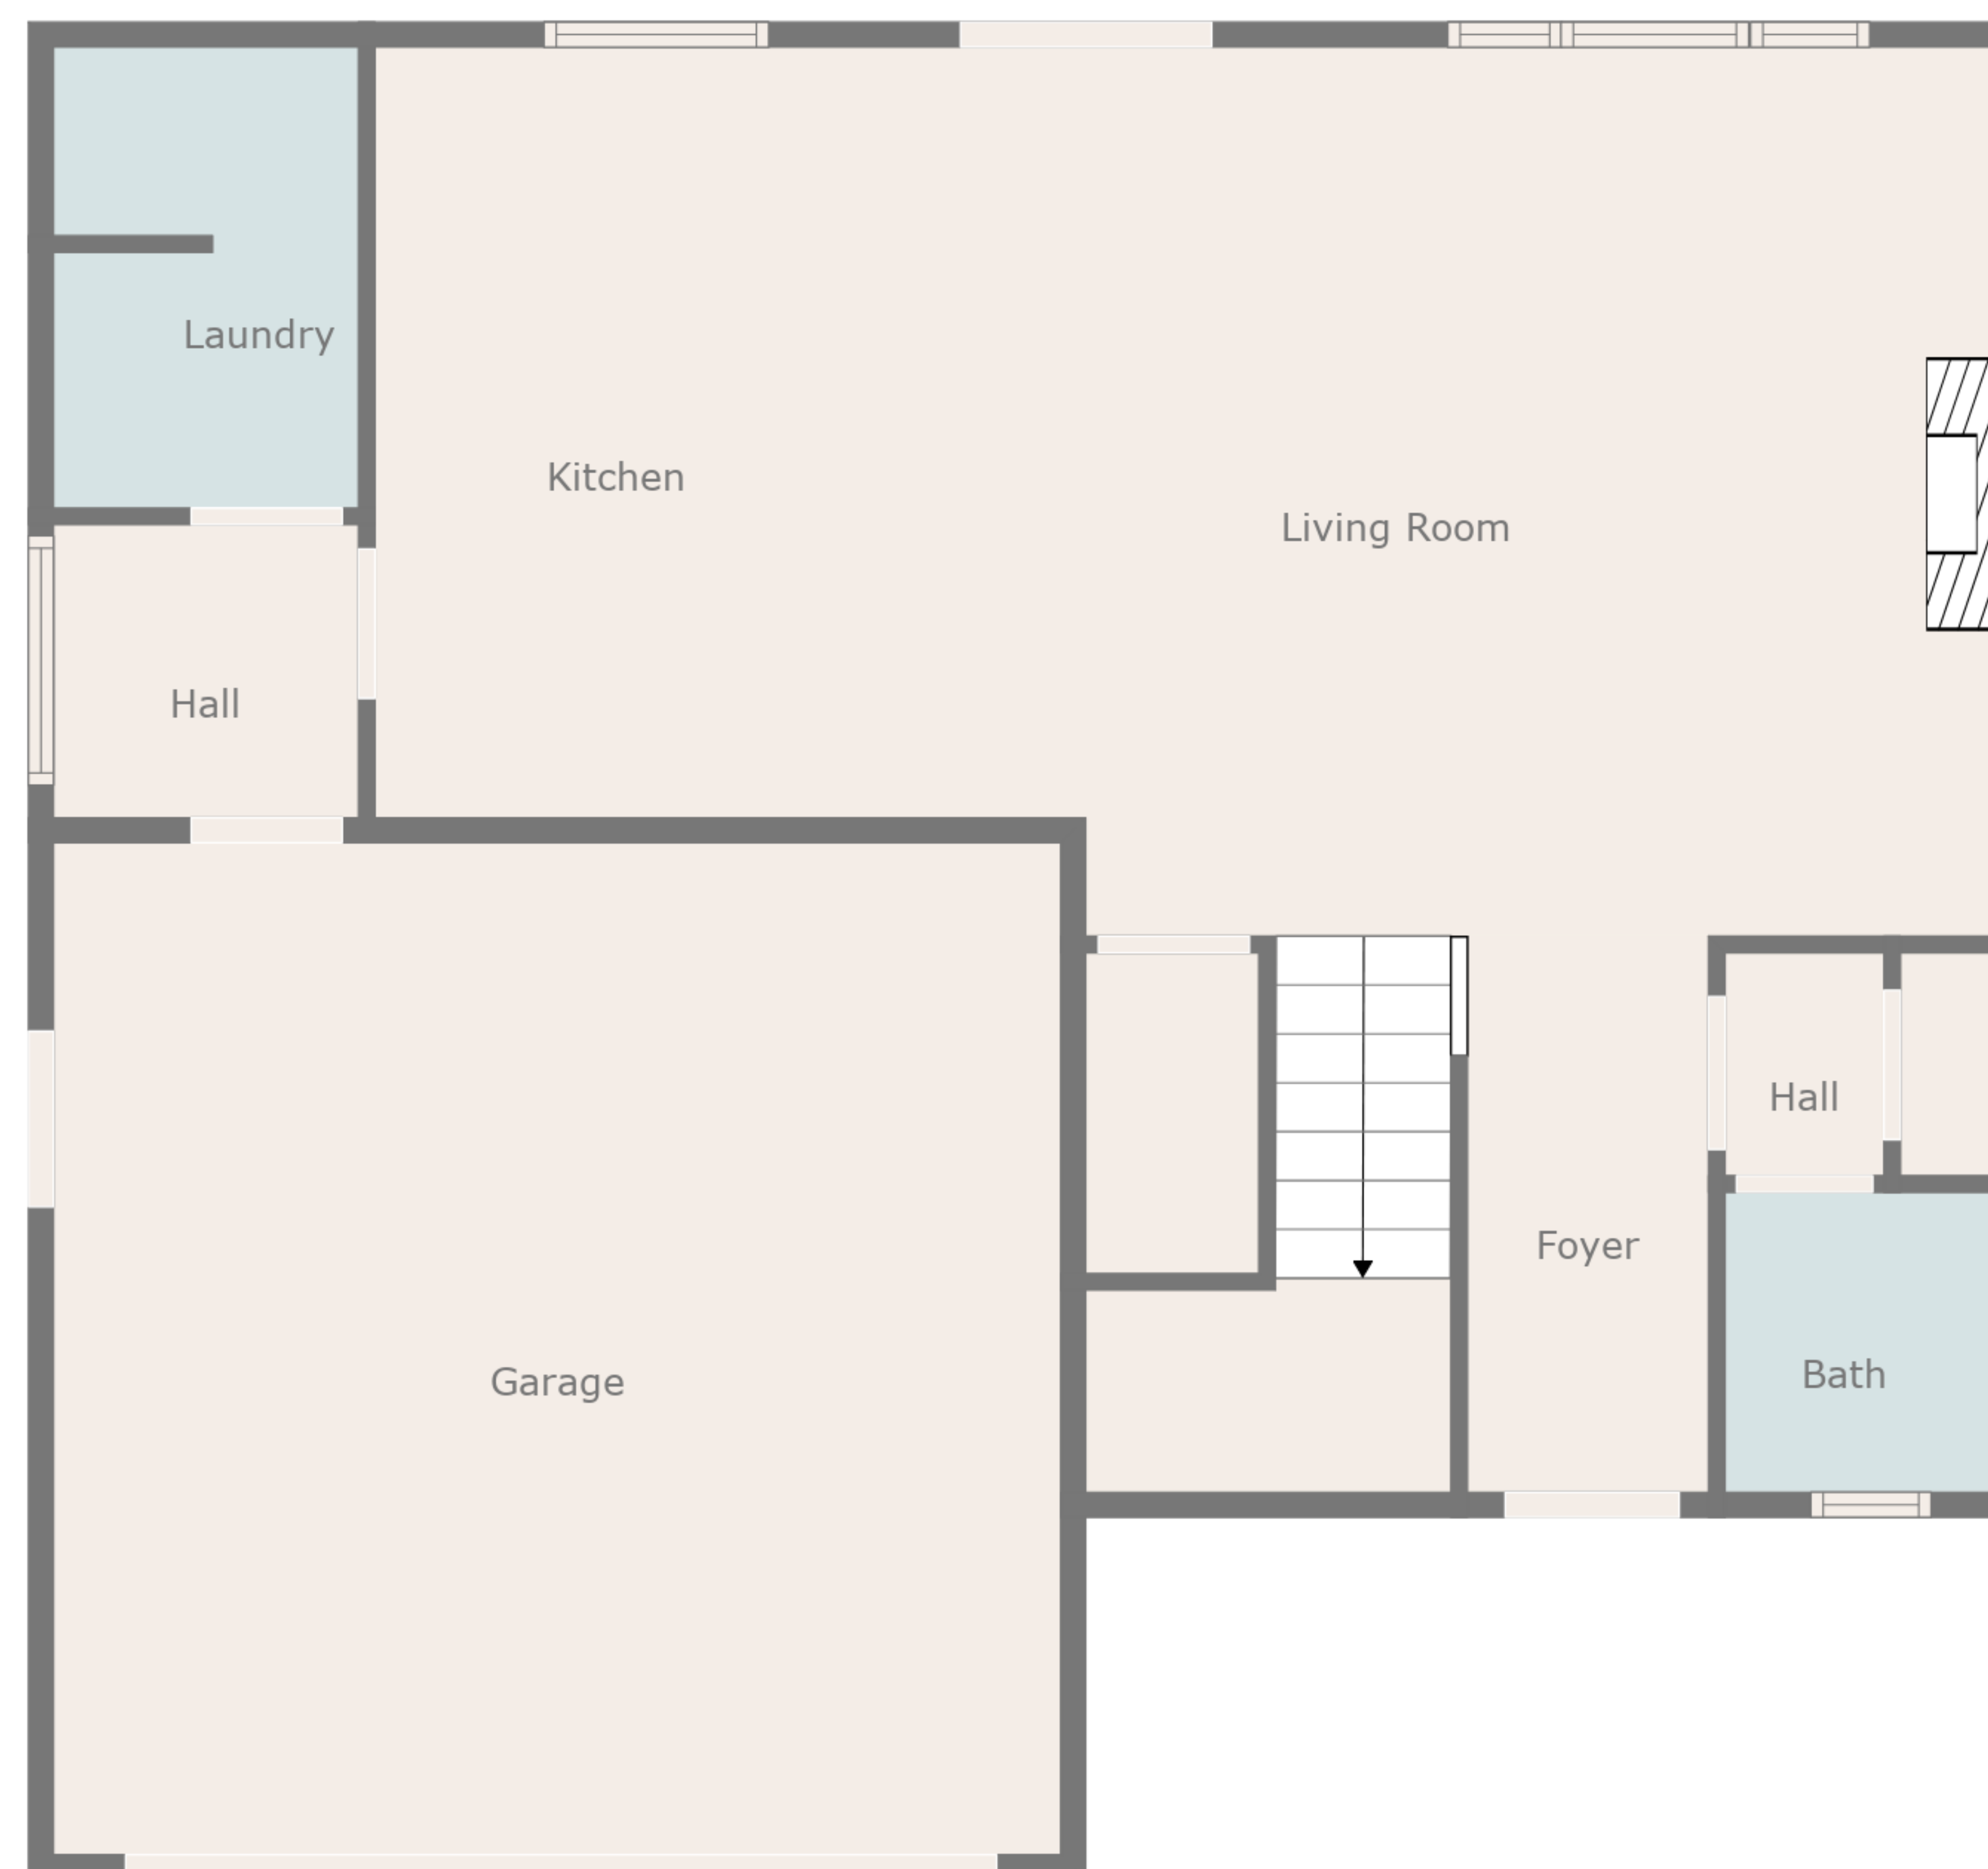 Laundry
Kitchen
Living Room
Hall
Hall
Foyer
Bath
Garage